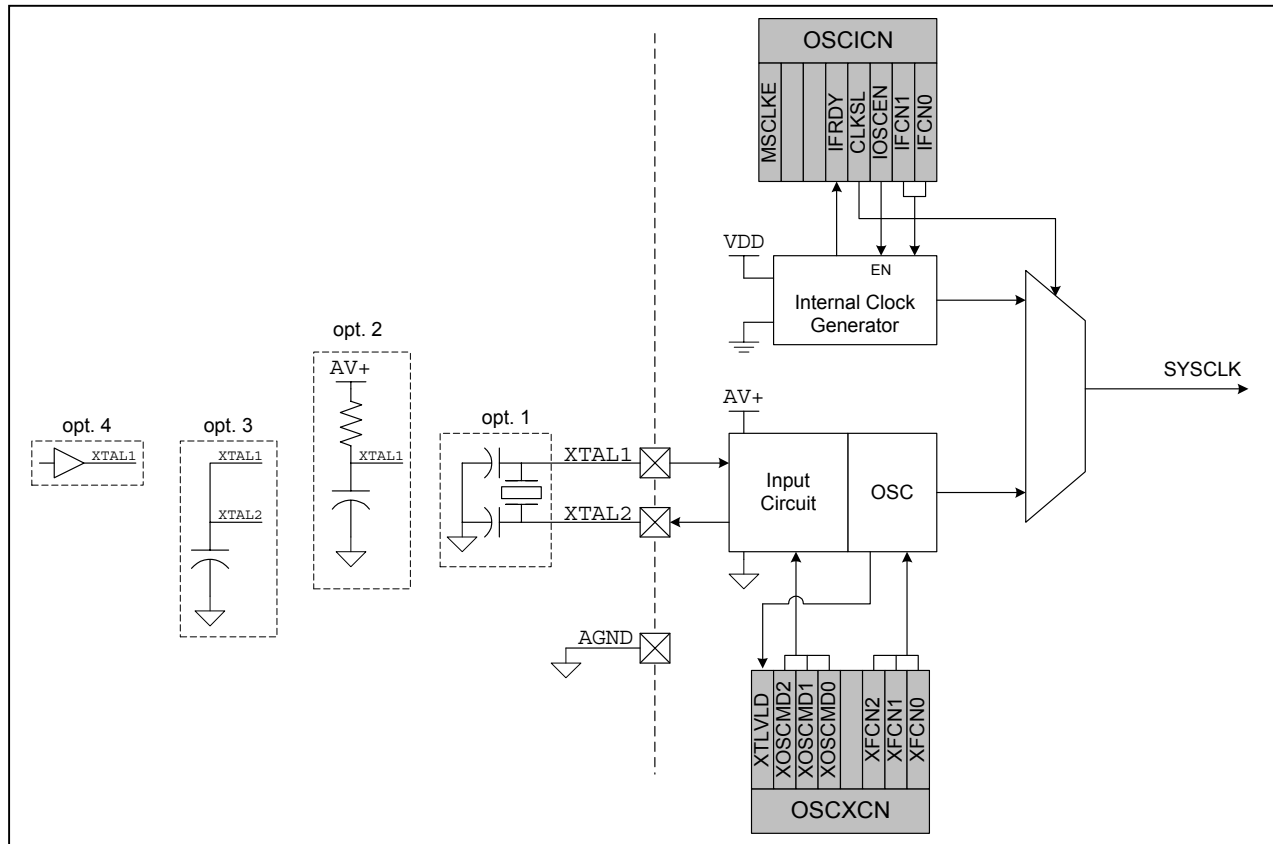 OSCICN
MSCLKE
IFRDY
CLKSL
IOSCEN
IFCN1
IFCN0
VDD
EN
Internal Clock
Generator
opt. 2
AV+
XTAL1
opt. 4
XTAL1
opt. 3
XTAL1
XTAL2
opt. 1
XTAL1
XTAL2
AV+
Input
Circuit
OSC
SYSCLK
AGND
XTLVLD
XOSCMD2
XOSCMD1
XOSCMD0
XFCN2
XFCN1
XFCN0
OSCXCN